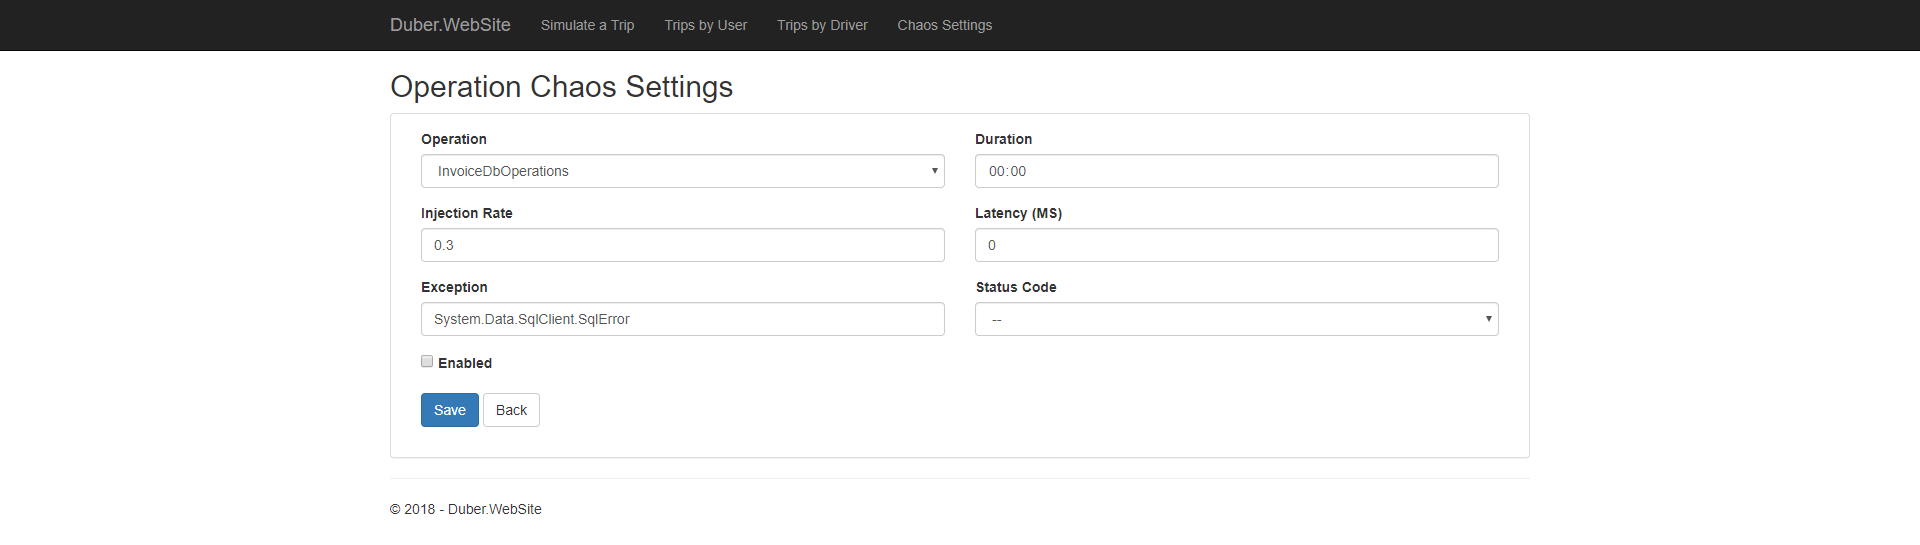 Duber.WebSite Simulate a Trip Trips by User Trips by Driver Chaos Settings
Operation Chaos Settings
Operation Duration
InvoiceDbOperations 00:00
Injection Rate Latency (MS)
0.3 0
Exception Status Code
System.Data.SqlClient.SqlError --
Enabled
Save Back
© 2018 - Duber.WebSite